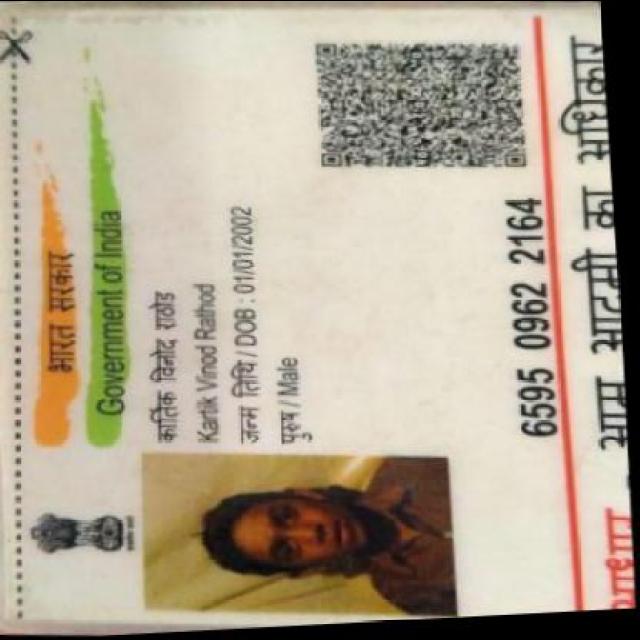 भारत सरकार
Government of India
कार्तिक विनोद राठोड
Kartik Vinod Rathod
जन्म तिथि / DOB : 01/01/2002
पुरुष / Male
6595 0962 2164
आधार - आम आदमी का अधिकार